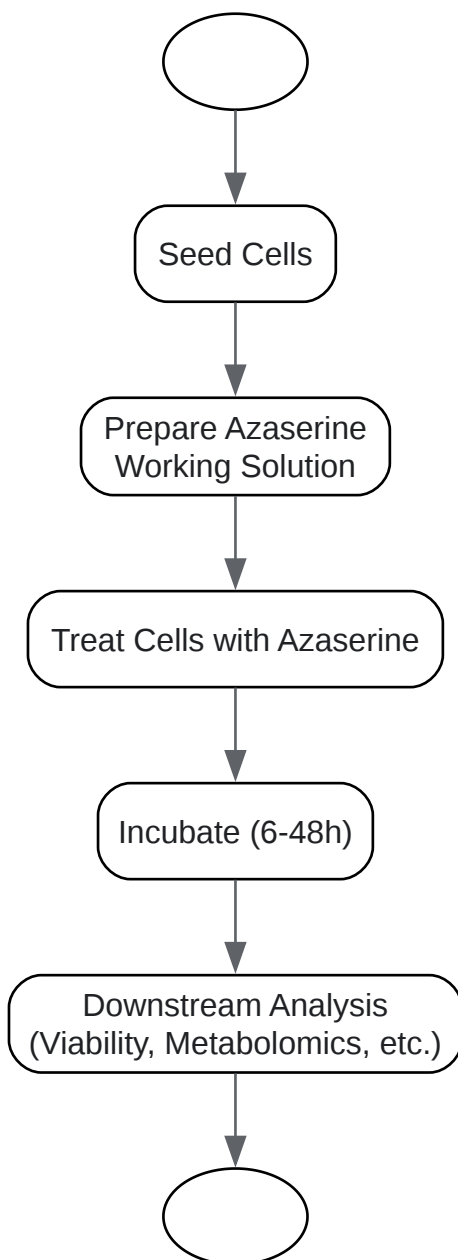 Seed Cells
Prepare Azaserine
Working Solution
Treat Cells with Azaserine
Incubate (6-48h)
Downstream Analysis
(Viability, Metabolomics, etc.)